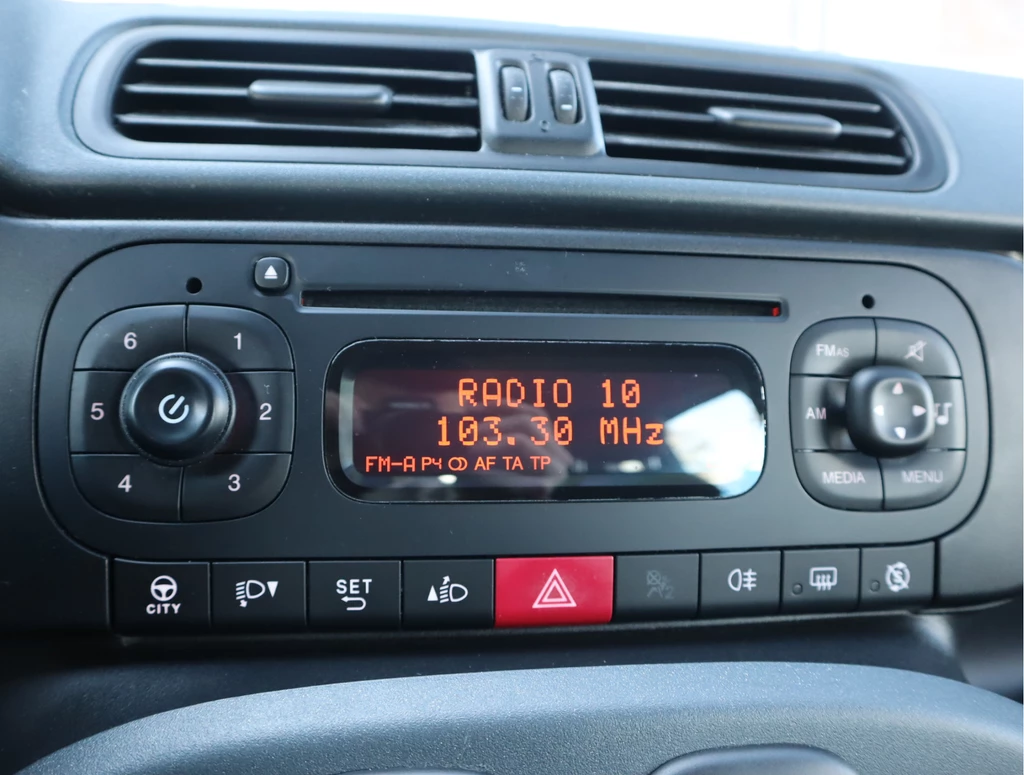 6
1
5
2
4
3
RADIO 10
103.30 MHz
FM-A P4 AF TA TP
FMAS
AM
MEDIA
MENU
CITY
SET